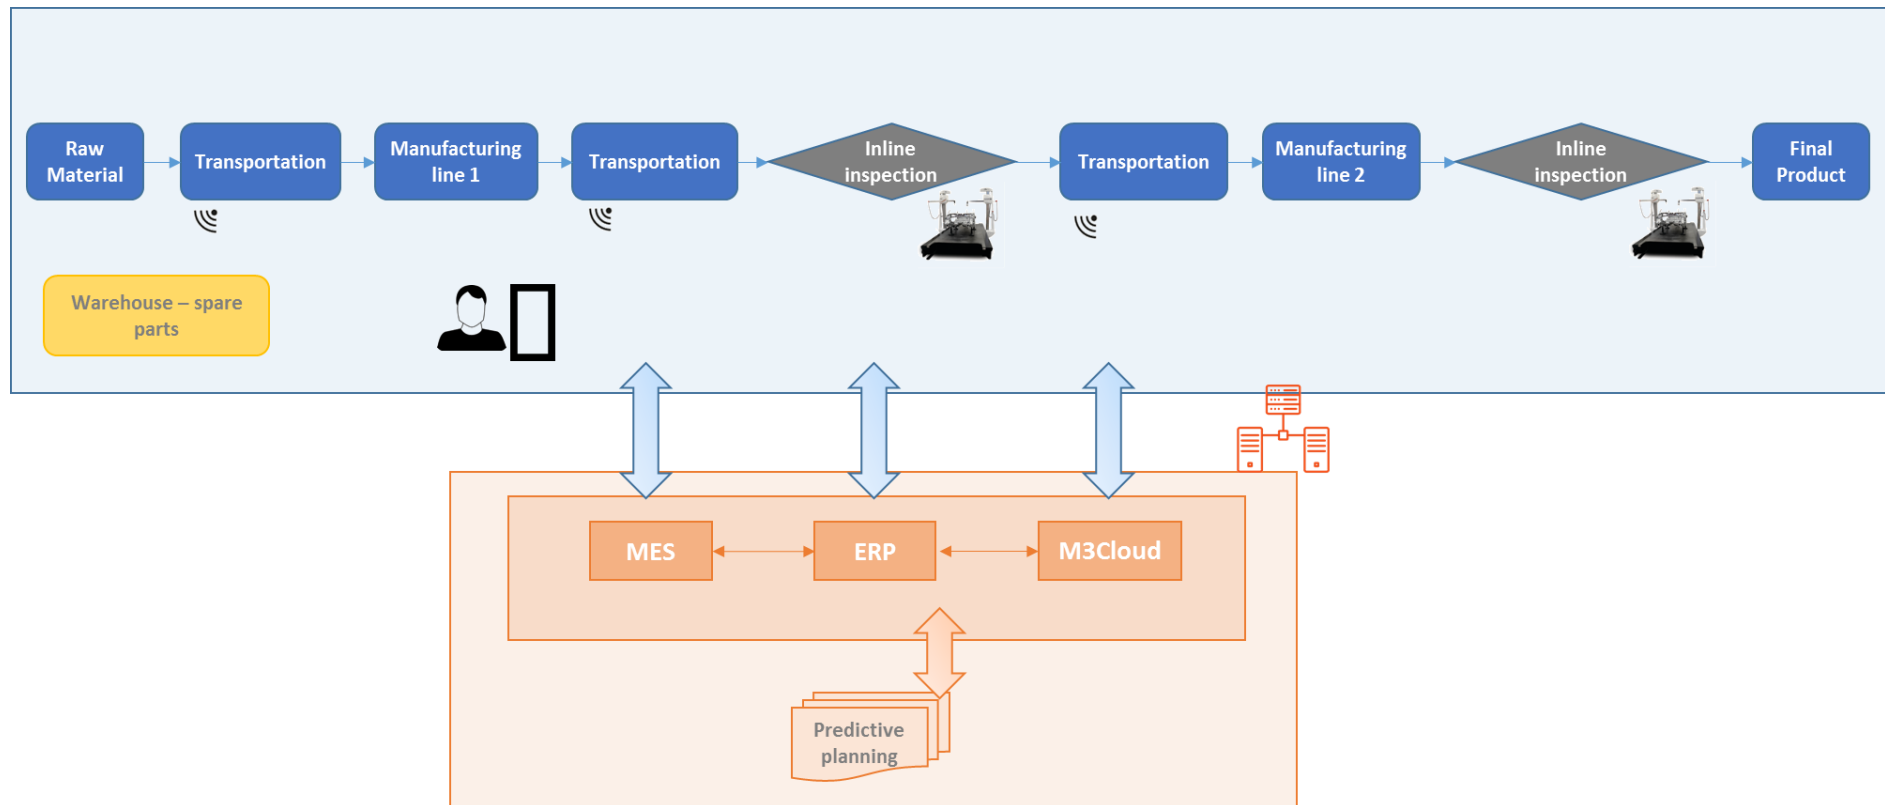 Raw
Material
Transportation
Manufacturing
line 1
Transportation
Inline
inspection
Transportation
Manufacturing
line 2
Inline
inspection
Final
Product
Warehouse – spare
parts
MES
ERP
M3Cloud
Predictive
planning